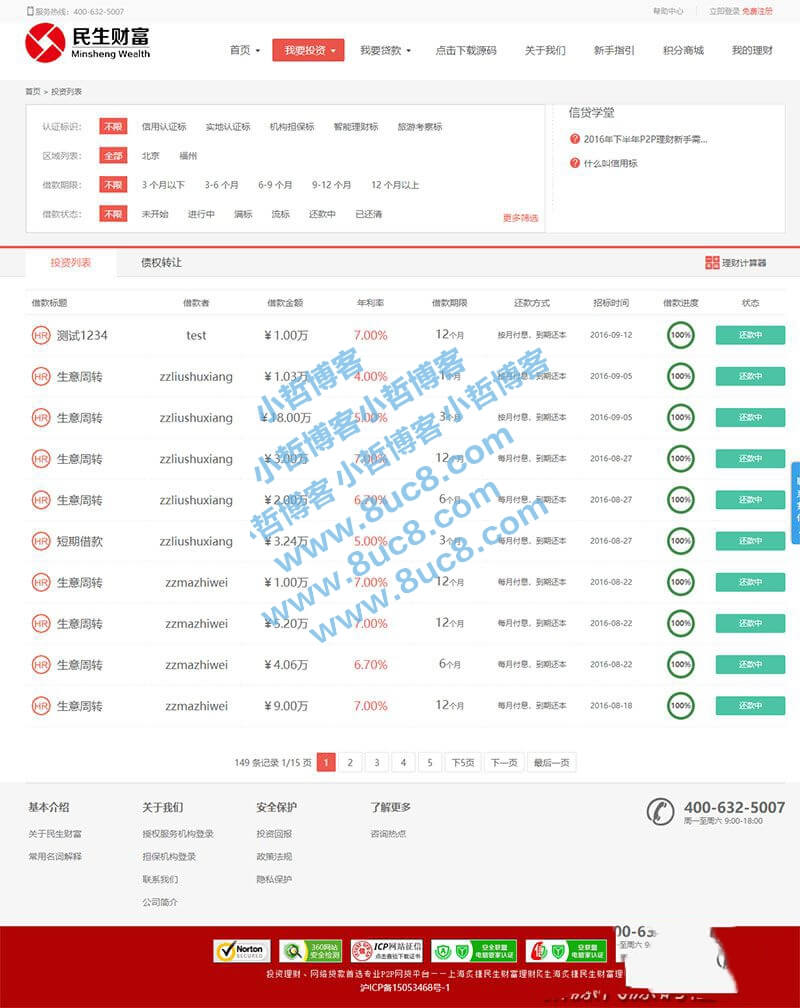 服务热线：400-632-5007 帮助中心 立即登录 免费注册
民生财富
Minsheng Wealth
首页 我要投资 我要贷款 点击下载源码 关于我们 新手指引 积分商城 我的理财
首页 > 投资列表
认证标识： 不限 信用认证标 实地认证标 机构担保标 智能理财标 旅游考察标
区域列表： 全部 北京 福州
借款期限： 不限 3 个月以下 3-6 个月 6-9 个月 9-12 个月 12 个月以上
借款状态： 不限 未开始 进行中 满标 流标 还款中 已还清
更多筛选
信贷学堂
2016年下半年P2P理财新手需...
什么叫信用标
投资列表 债权转让 理财计算器
借款标题 借款者 借款金额 年利率 借款期限 还款方式 招标时间 借款进度 状态
HR 测试1234 test ￥1.00万 7.00% 12个月 按月付息，到期还本 2016-09-12 100% 还款中
HR 生意周转 zzliushuxiang ￥1.03万 4.00% 1个月 按月付息，到期还本 2016-09-05 100% 还款中
HR 生意周转 zzliushuxiang ￥18.00万 5.00% 3个月 按月付息，到期还本 2016-09-05 100% 还款中
HR 生意周转 zzliushuxiang ￥3.00万 7.00% 12个月 每月付息，到期还本 2016-08-27 100% 还款中
HR 生意周转 zzliushuxiang ￥2.00万 6.70% 6个月 每月付息，到期还本 2016-08-27 100% 还款中
HR 短期借款 zzliushuxiang ￥3.24万 5.00% 3个月 每月付息，到期还本 2016-08-27 100% 还款中
HR 生意周转 zzmazhiwei ￥1.00万 7.00% 12个月 每月付息，到期还本 2016-08-22 100% 还款中
HR 生意周转 zzmazhiwei ￥5.20万 7.00% 12个月 每月付息，到期还本 2016-08-22 100% 还款中
HR 生意周转 zzmazhiwei ￥4.06万 6.70% 6个月 每月付息，到期还本 2016-08-22 100% 还款中
HR 生意周转 zzmazhiwei ￥9.00万 7.00% 12个月 每月付息，到期还本 2016-08-18 100% 还款中
小哲博客小哲博客
小哲博客小哲博客小哲博客
哲博客小哲博客
www.8uc8.com
www.8uc8.com
www.8uc8.com
149 条记录 1/15 页 1 2 3 4 5 下5页 下一页 最后一页
基本介绍 关于我们 安全保护 了解更多
关于民生财富 授权服务机构登录 投资回报 咨询热点
常用名词解释 担保机构登录 政策法规
联系我们 隐私保护
公司简介
400-632-5007
周一至周六 9:00-18:00
Norton SECURED
360网站 安全检测
ICP网站征信
点击查验下载证书
安全联盟
电脑管家认证
安联盟
电脑管家认证
投资理财、网络贷款首选专业P2P网贷平台
沪ICP备15053468号-1